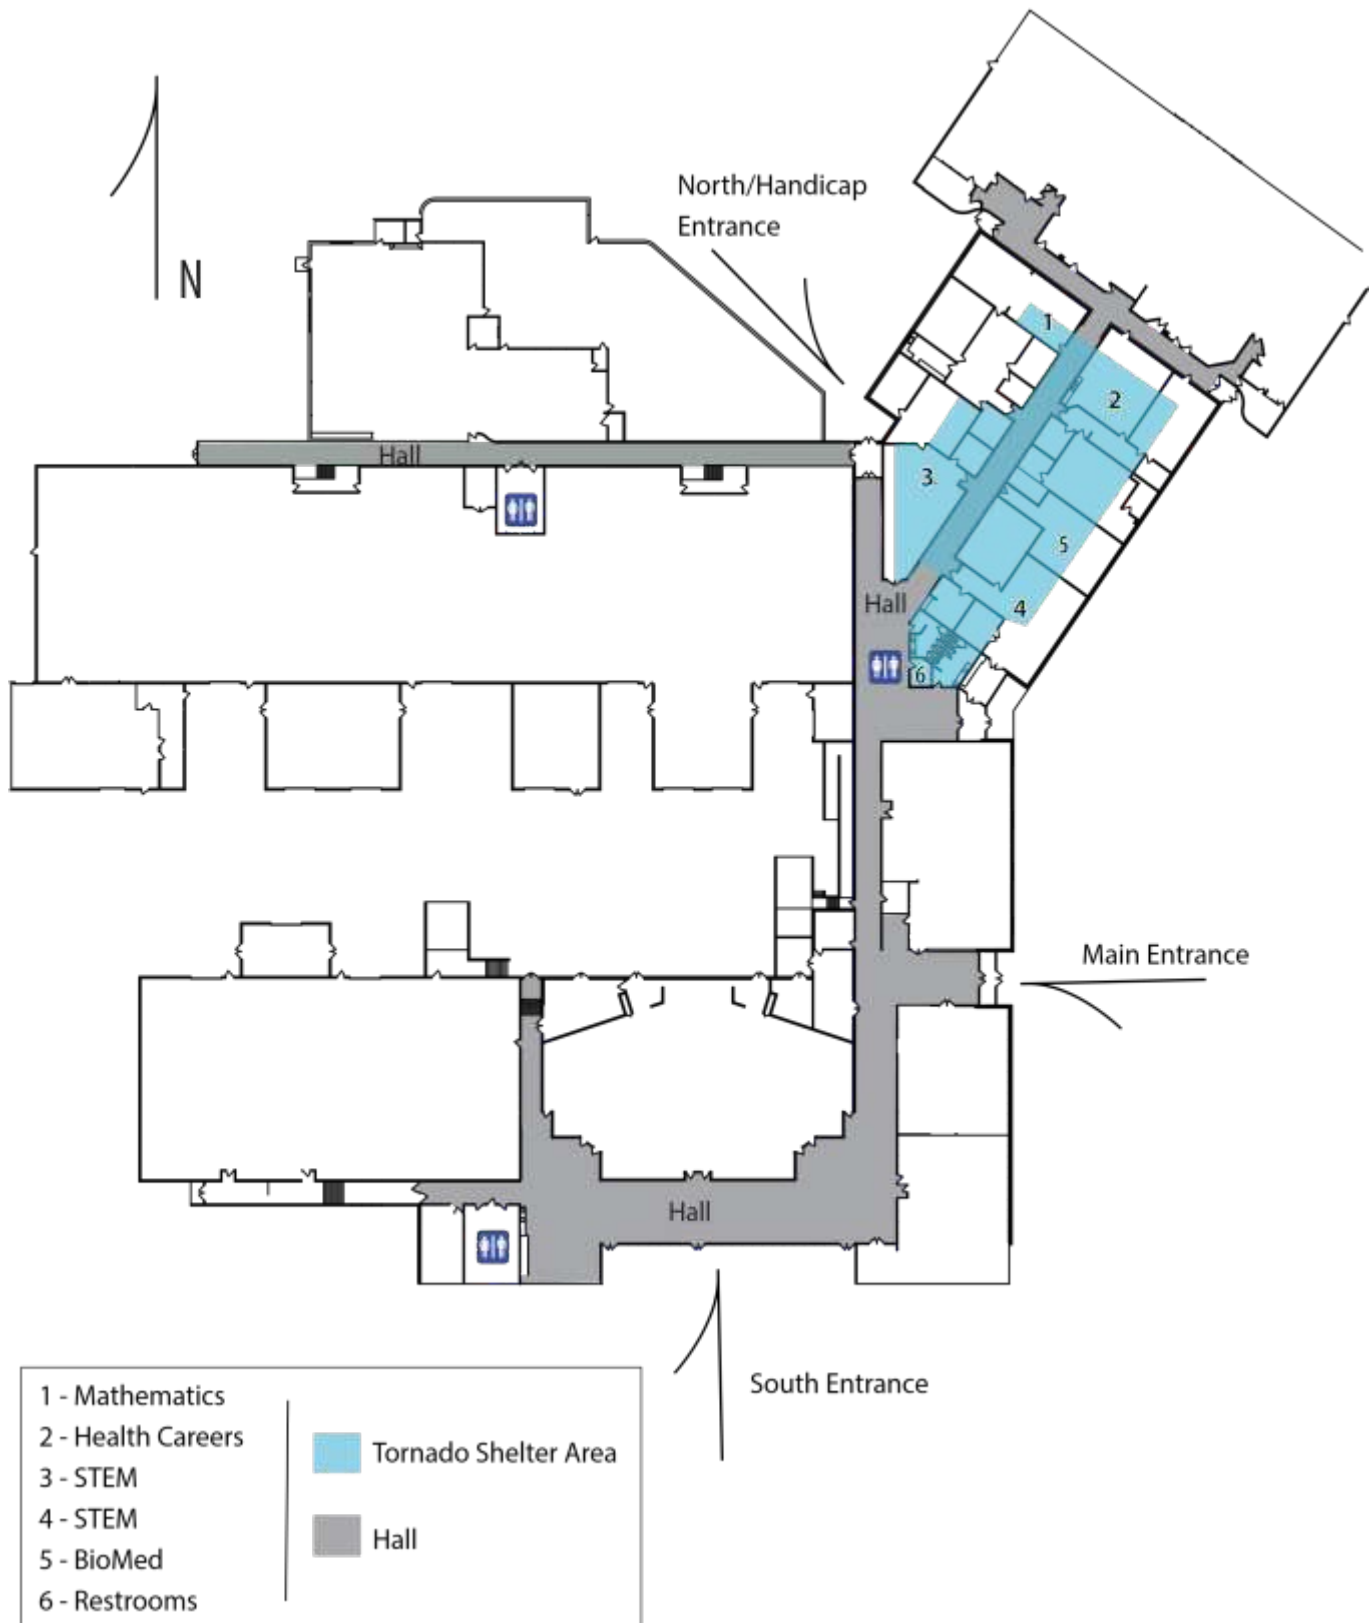 North/Handicap
Entrance
N
1
2
Hall
3
5
Hall
4
6
Main Entrance
Hall
South Entrance
1 - Mathematics
2 - Health Careers
3 - STEM
4 - STEM
5 - BioMed
6 - Restrooms
Tornado Shelter Area
Hall